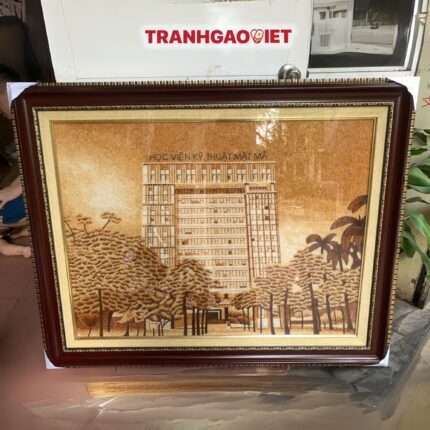 TRANHGAOVIET
HỌC VIỆN KỸ THUẬT MẬT MÃ